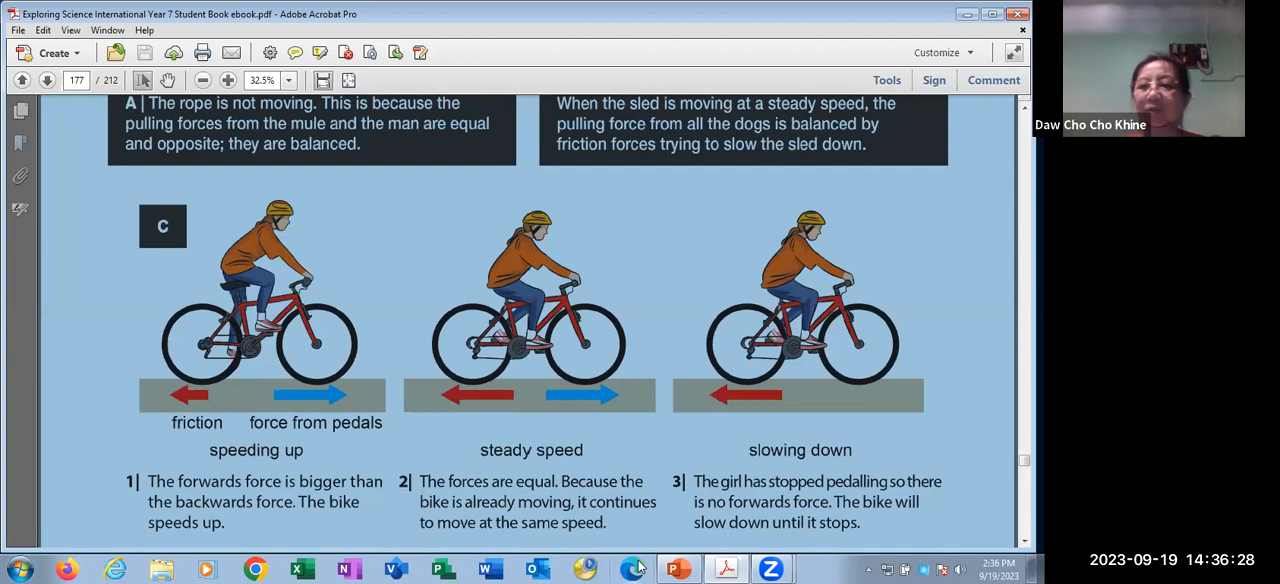 Exploring Science International Year 7 Student Book ebook.pdf - Adobe Acrobat Pro
File Edit View Window Help
Create
Customize
177 / 212
32.5%
Tools Sign Comment
A | The rope is not moving. This is because the
pulling forces from the mule and the man are equal
and opposite; they are balanced.
When the sled is moving at a steady speed, the
pulling force from all the dogs is balanced by
friction forces trying to slow the sled down.
Daw Cho Cho Khine
C
friction force from pedals
speeding up
steady speed
slowing down
1| The forwards force is bigger than
the backwards force. The bike
speeds up.
2| The forces are equal. Because the
bike is already moving, it continues
to move at the same speed.
3| The girl has stopped pedalling so there
is no forwards force. The bike will
slow down until it stops.
2:36 PM
9/19/2023
2023-09-19 14:36:28